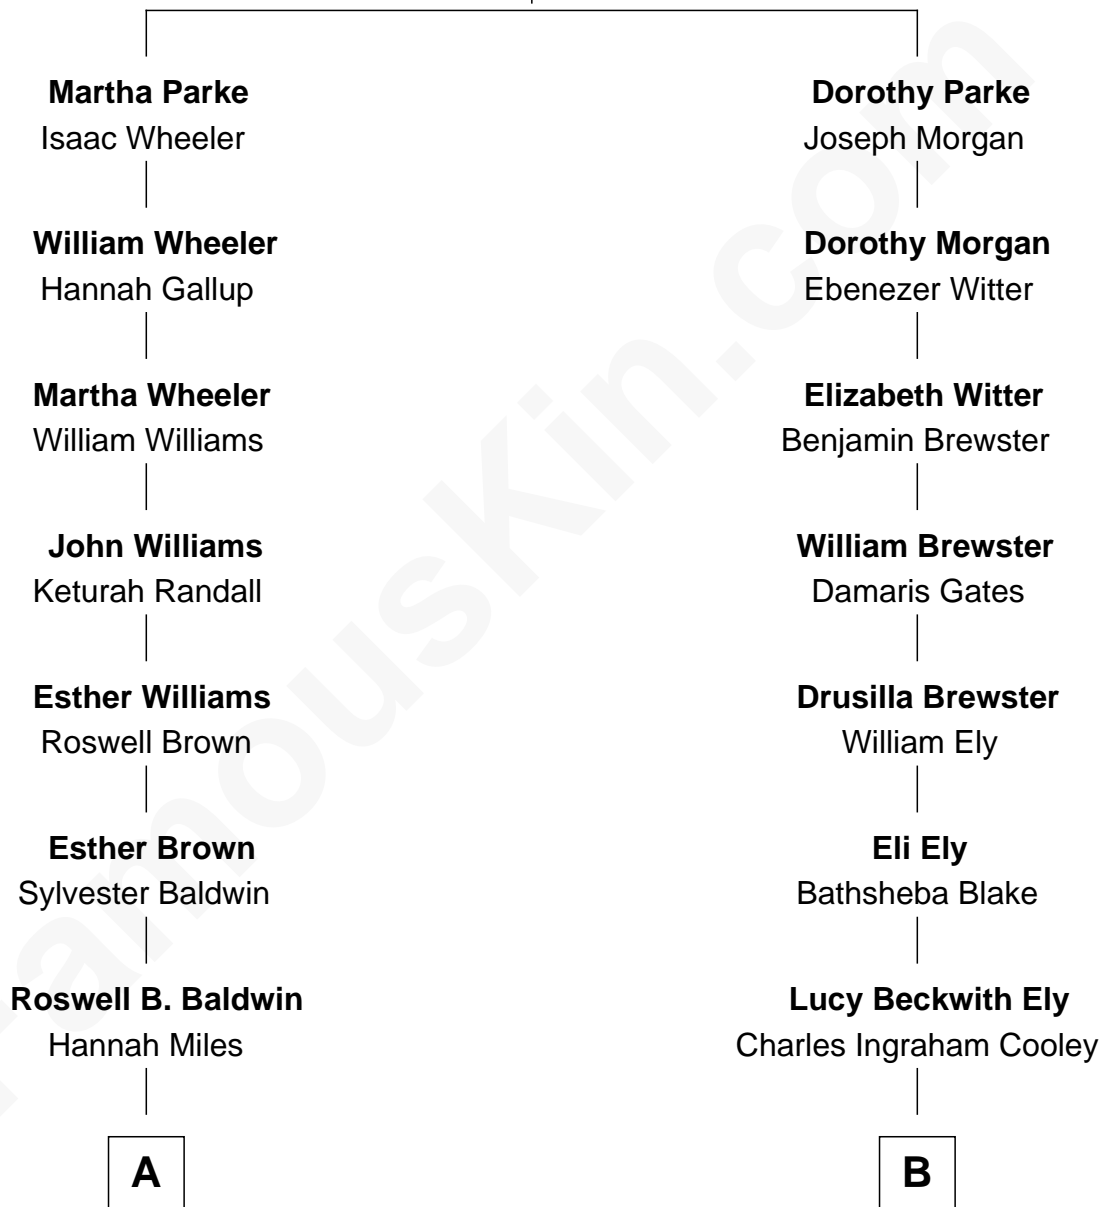 Martha Parke
Isaac Wheeler
William Wheeler
Hannah Gallup
Martha Wheeler
William Williams
John Williams
Keturah Randall
Esther Williams
Roswell Brown
Esther Brown
Sylvester Baldwin
Roswell B. Baldwin
Hannah Miles
A
Dorothy Parke
Joseph Morgan
Dorothy Morgan
Ebenezer Witter
Elizabeth Witter
Benjamin Brewster
William Brewster
Damaris Gates
Drusilla Brewster
William Ely
Eli Ely
Bathsheba Blake
Lucy Beckwith Ely
Charles Ingraham Cooley
B
FamousKin.com